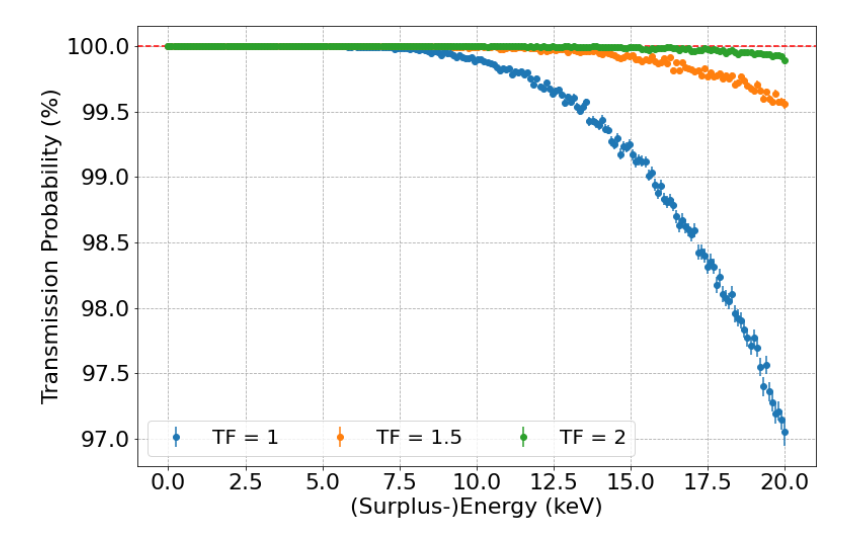 Transmission Probability (%)
100.0
99.5
99.0
98.5
98.0
97.5
97.0
TF = 1 TF = 1.5 TF = 2
0.0 2.5 5.0 7.5 10.0 12.5 15.0 17.5 20.0
(Surplus-)Energy (keV)